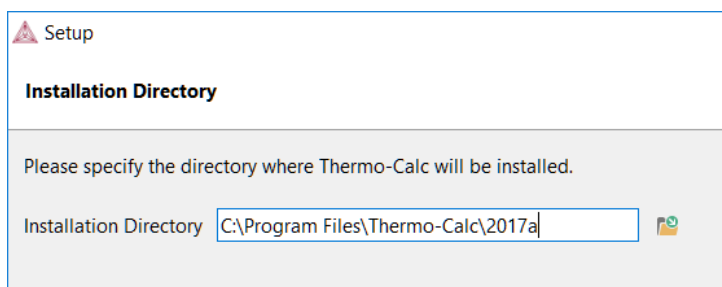 Setup
Installation Directory
Please specify the directory where Thermo-Calc will be installed.
Installation Directory C:\Program Files\Thermo-Calc\2017a